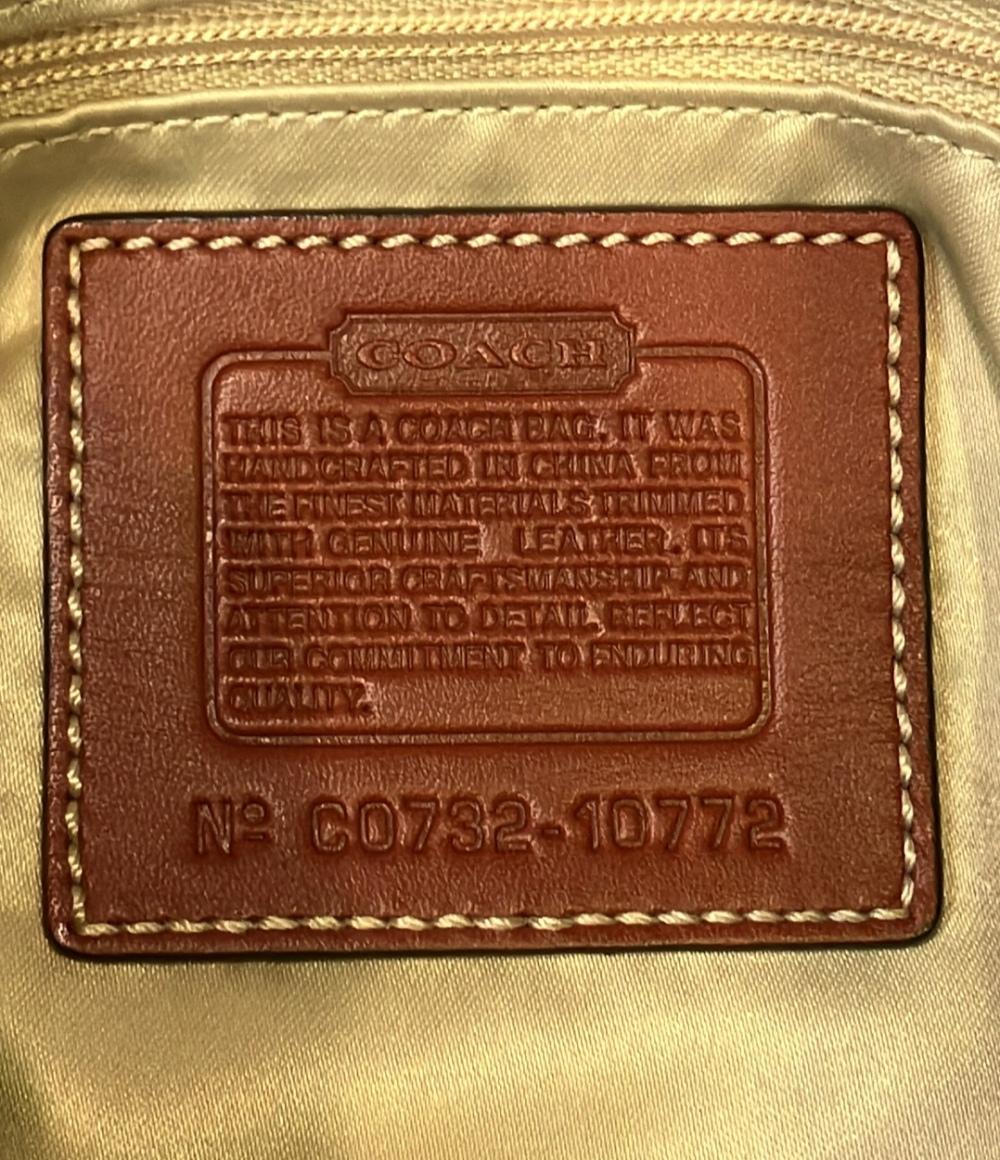 COACH
THIS IS A COACH BAG. IT WAS
HANDCRAFTED IN CHINA FROM
THE FINEST MATERIALS TRIMMED
WITH GENUINE LEATHER. ITS
SUPERIOR CRAFTSMANSHIP AND
ATTENTION TO DETAIL REFLECT
OUR COMMITMENT TO ENDURING
QUALITY.
Nº C0732-10772